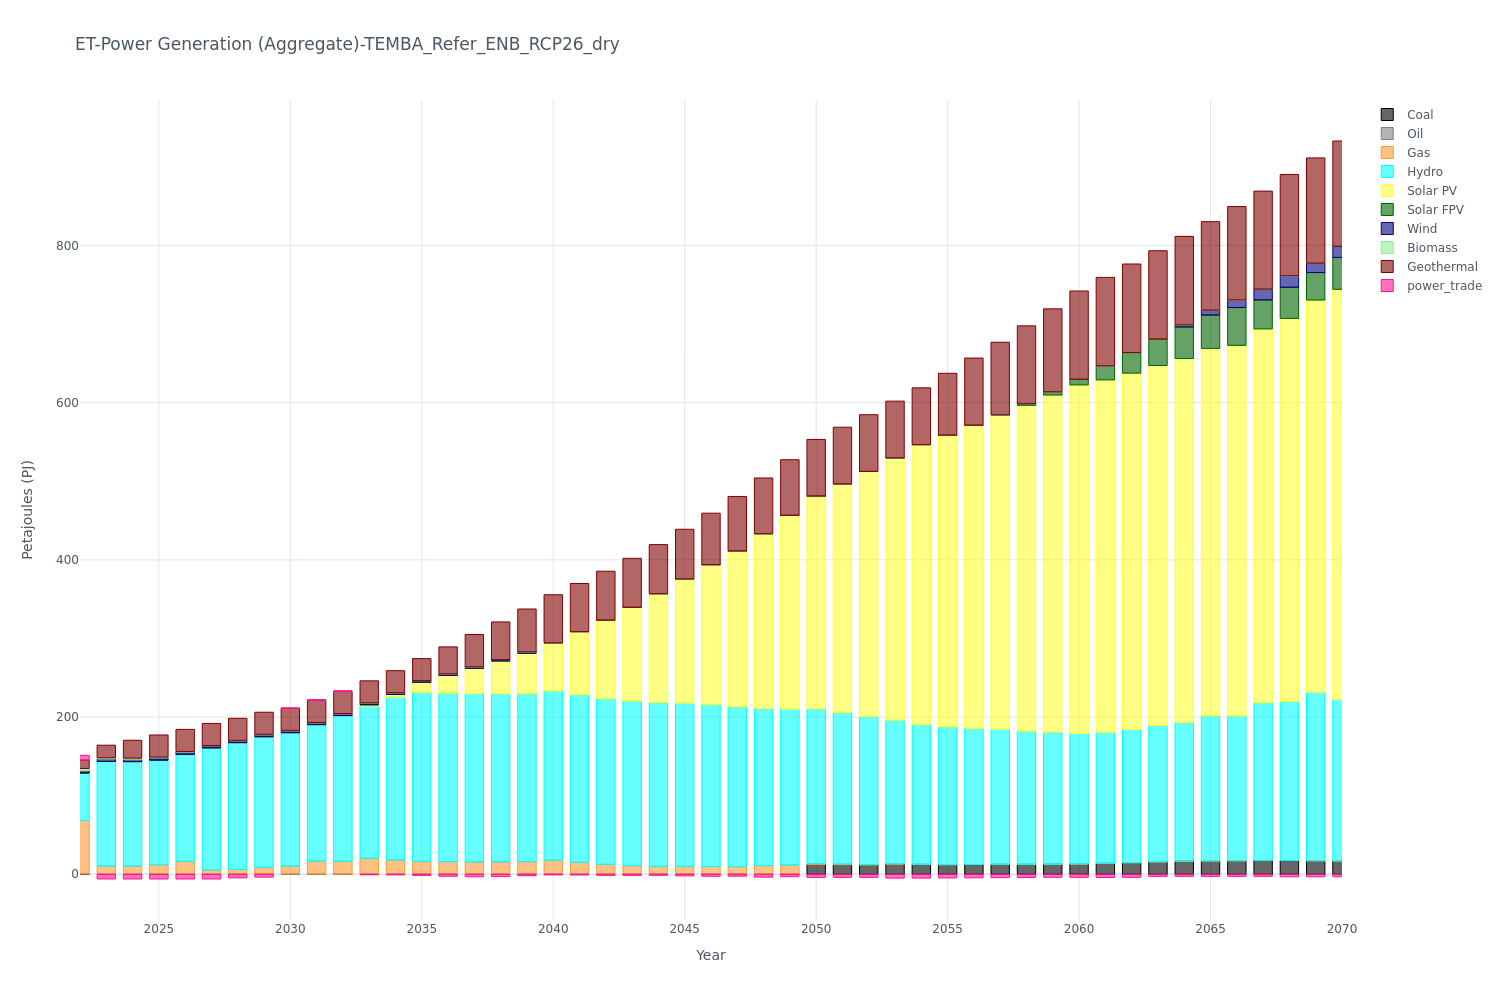 ET-Power Generation (Aggregate)-TEMBA_Refer_ENB_RCP26_dry
Coal
Oil
Gas
Hydro
Solar PV
Solar FPV
Wind
Biomass
Geothermal
power_trade
Petajoules (PJ)
800
600
400
200
0
2025 2030 2035 2040 2045 2050 2055 2060 2065 2070
Year